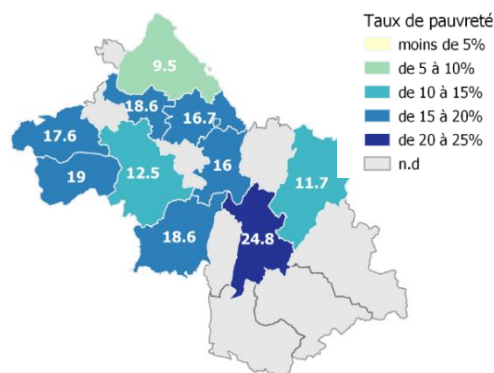 Taux de pauvreté
moins de 5%
de 5 à 10%
de 10 à 15%
de 15 à 20%
de 20 à 25%
n.d
9.5
18.6
16.7
17.6
12.5
16
19
11.7
18.6
24.8